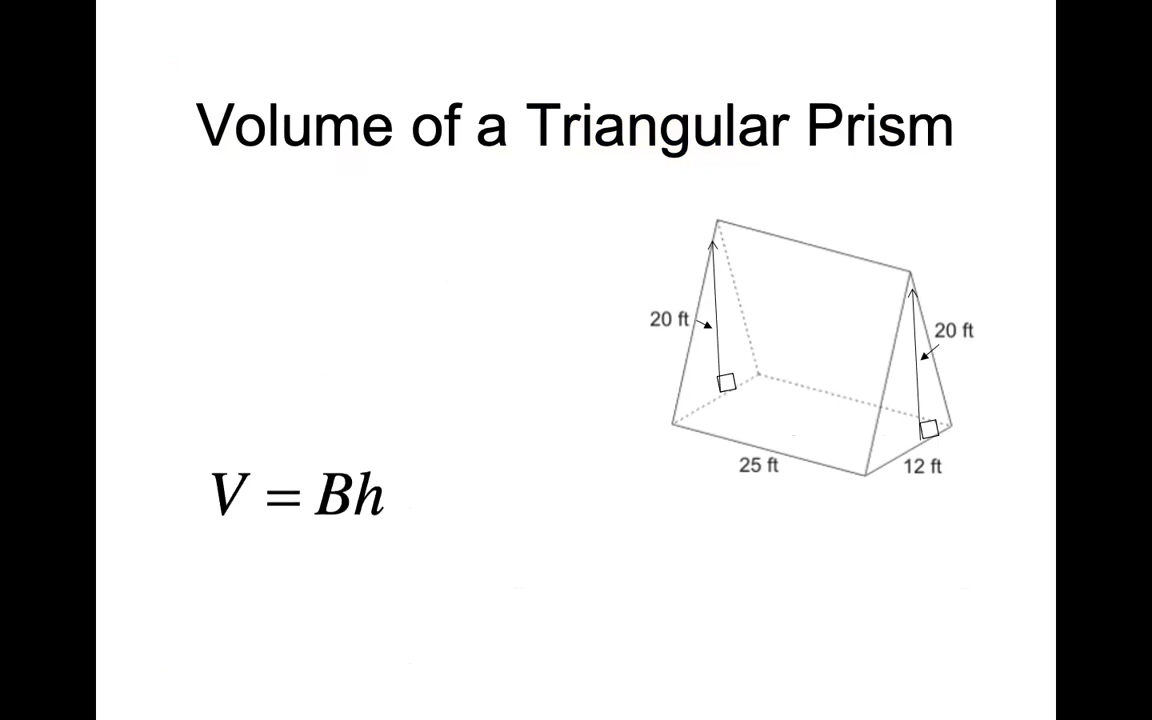 Volume of a Triangular Prism
20 ft
20 ft
25 ft
12 ft
V = Bh